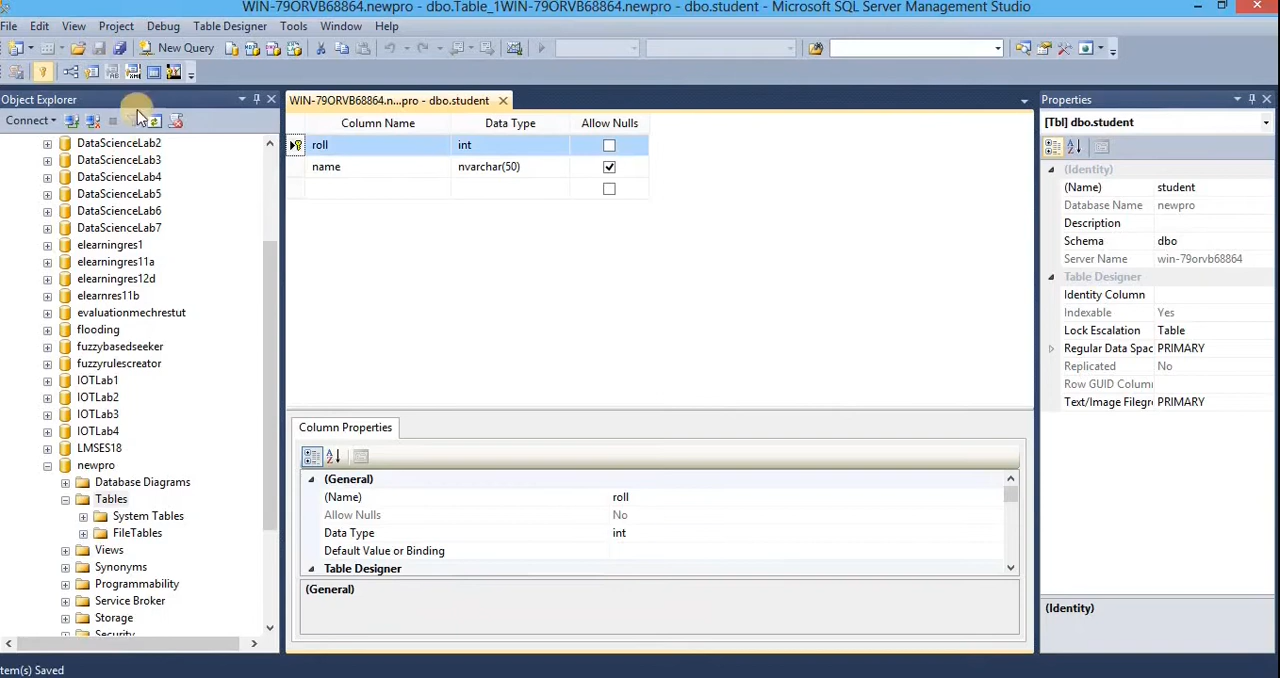 WIN-79ORVB68864.newpro - dbo.Table_1WIN-79ORVB68864.newpro - dbo.student - Microsoft SQL Server Management Studio
File Edit View Project Debug Table Designer Tools Window Help
New Query
Object Explorer
Connect
DataScienceLab2
DataScienceLab3
DataScienceLab4
DataScienceLab5
DataScienceLab6
DataScienceLab7
elearningres1
elearningres11a
elearningres12d
elearnres11b
evaluationmechrestut
flooding
fuzzybasedseeker
fuzzyrulescreator
IOTLab1
IOTLab2
IOTLab3
IOTLab4
LMSES18
newpro
Database Diagrams
Tables
System Tables
FileTables
Views
Synonyms
Programmability
Service Broker
Storage
Security
WIN-79ORVB68864.n...pro - dbo.student
Column Name Data Type Allow Nulls
roll int
name nvarchar(50)
Column Properties
(General)
(Name) roll
Allow Nulls No
Data Type int
Default Value or Binding
Table Designer
(General)
Properties
[Tbl] dbo.student
(Identity)
(Name) student
Database Name newpro
Description
Schema dbo
Server Name win-79orvb68864
Table Designer
Identity Column
Indexable Yes
Lock Escalation Table
Regular Data Spac PRIMARY
Replicated No
Row GUID Column
Text/Image Filegr PRIMARY
(Identity)
tem(s) Saved